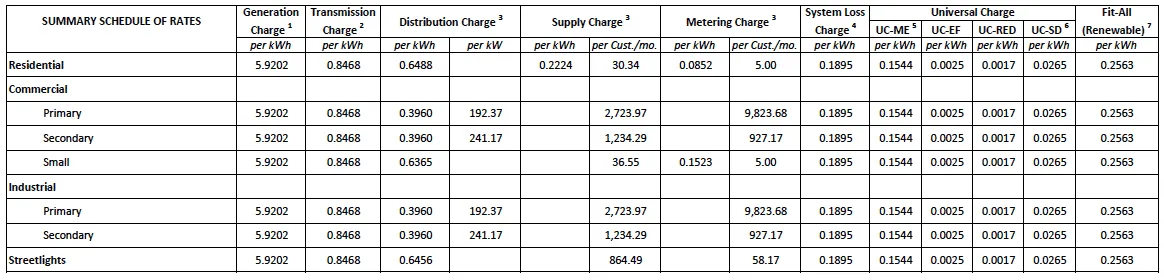 SUMMARY SCHEDULE OF RATES Generation Charge 1 Transmission Charge 2 Distribution Charge 3 Supply Charge 3 Metering Charge 3 System Loss Charge 4 Universal Charge Fit-All (Renewable) 7
UC-ME 5 UC-EF UC-RED UC-SD 6
per kWh per kWh per kWh per kW per kWh per Cust./mo. per kWh per Cust./mo. per kWh per kWh per kWh per kWh per kWh per kWh
Residential 5.9202 0.8468 0.6488 0.2224 30.34 0.0852 5.00 0.1895 0.1544 0.0025 0.0017 0.0265 0.2563
Commercial
Primary 5.9202 0.8468 0.3960 192.37 2,723.97 9,823.68 0.1895 0.1544 0.0025 0.0017 0.0265 0.2563
Secondary 5.9202 0.8468 0.3960 241.17 1,234.29 927.17 0.1895 0.1544 0.0025 0.0017 0.0265 0.2563
Small 5.9202 0.8468 0.6365 36.55 0.1523 5.00 0.1895 0.1544 0.0025 0.0017 0.0265 0.2563
Industrial
Primary 5.9202 0.8468 0.3960 192.37 2,723.97 9,823.68 0.1895 0.1544 0.0025 0.0017 0.0265 0.2563
Secondary 5.9202 0.8468 0.3960 241.17 1,234.29 927.17 0.1895 0.1544 0.0025 0.0017 0.0265 0.2563
Streetlights 5.9202 0.8468 0.6456 864.49 58.17 0.1895 0.1544 0.0025 0.0017 0.0265 0.2563